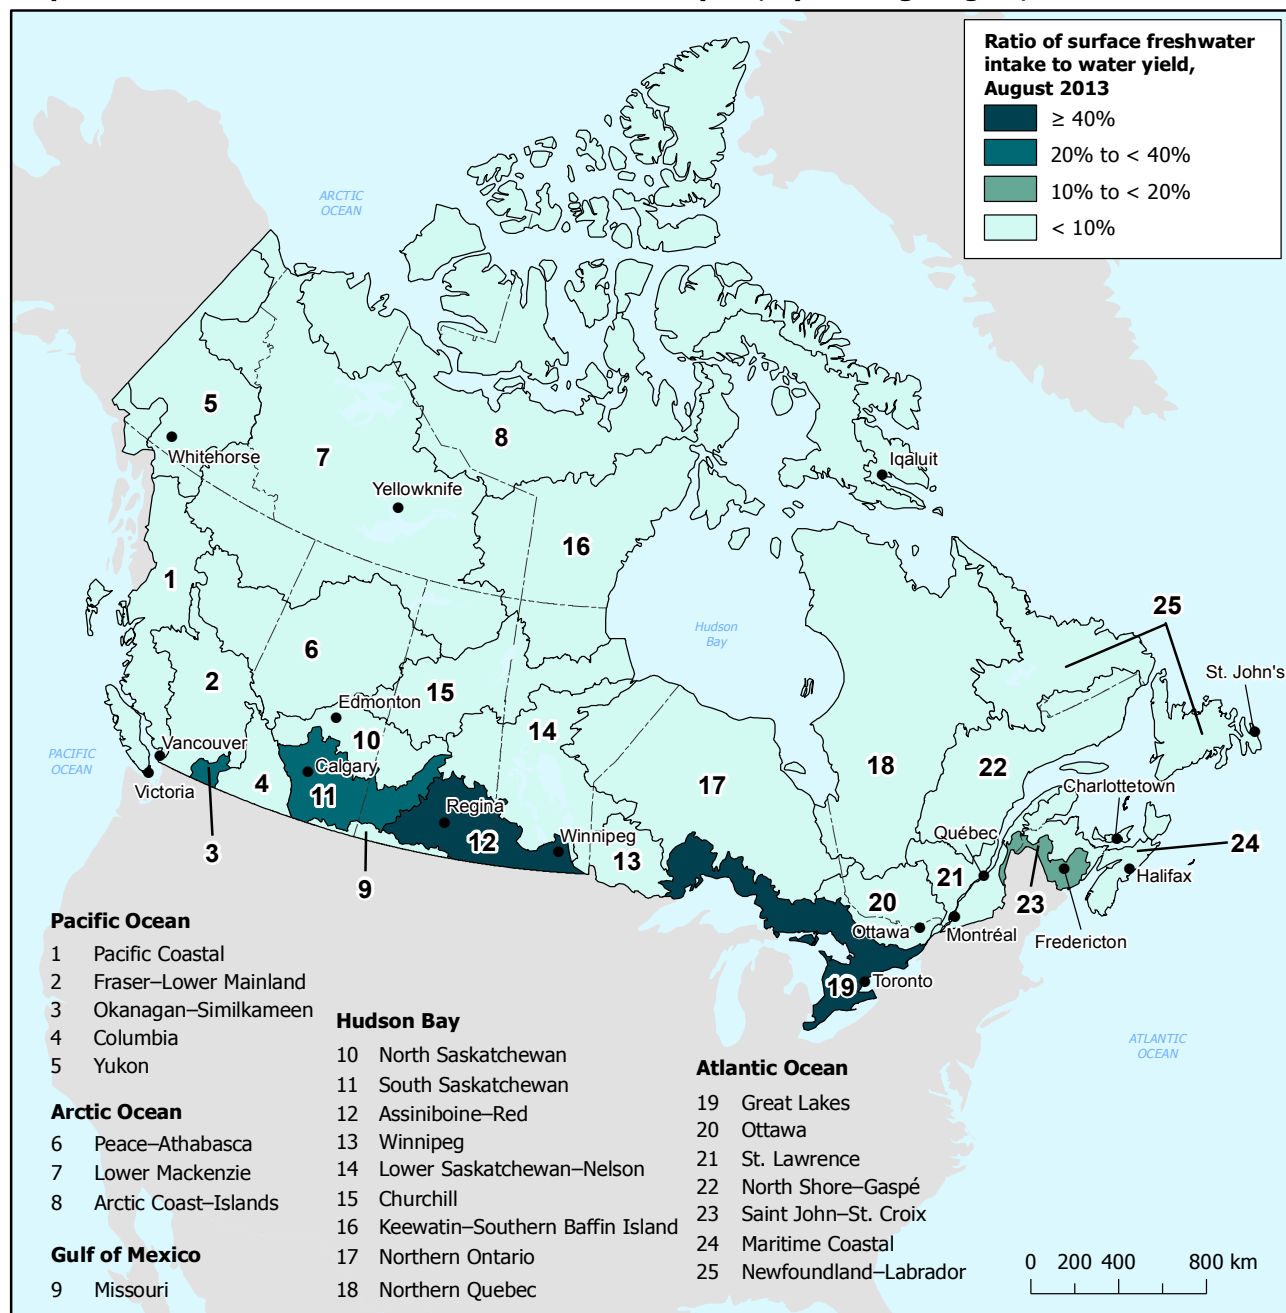 Ratio of surface freshwater
intake to water yield,
August 2013
≥ 40%
20% to < 40%
10% to < 20%
< 10%
ARCTIC
OCEAN
5
Whitehorse
7
8
Yellowknife
Iqaluit
16
1
25
Hudson
Bay
6
2
15
St. John's
Edmonton
14
10
Vancouver
PACIFIC
OCEAN
Calgary
4
11
Victoria
17
18
22
Charlottetown
Regina
12
Winnipeg
Québec
24
3
9
13
21
Halifax
20
23
Ottawa
Montréal
Fredericton
19
Toronto
ATLANTIC
OCEAN
Pacific Ocean
1 Pacific Coastal
2 Fraser–Lower Mainland
3 Okanagan–Similkameen
4 Columbia
5 Yukon
Arctic Ocean
6 Peace–Athabasca
7 Lower Mackenzie
8 Arctic Coast–Islands
Gulf of Mexico
9 Missouri
Hudson Bay
10 North Saskatchewan
11 South Saskatchewan
12 Assiniboine–Red
13 Winnipeg
14 Lower Saskatchewan–Nelson
15 Churchill
16 Keewatin–Southern Baffin Island
17 Northern Ontario
18 Northern Quebec
Atlantic Ocean
19 Great Lakes
20 Ottawa
21 St. Lawrence
22 North Shore–Gaspé
23 Saint John–St. Croix
24 Maritime Coastal
25 Newfoundland–Labrador
0 200 400 800 km